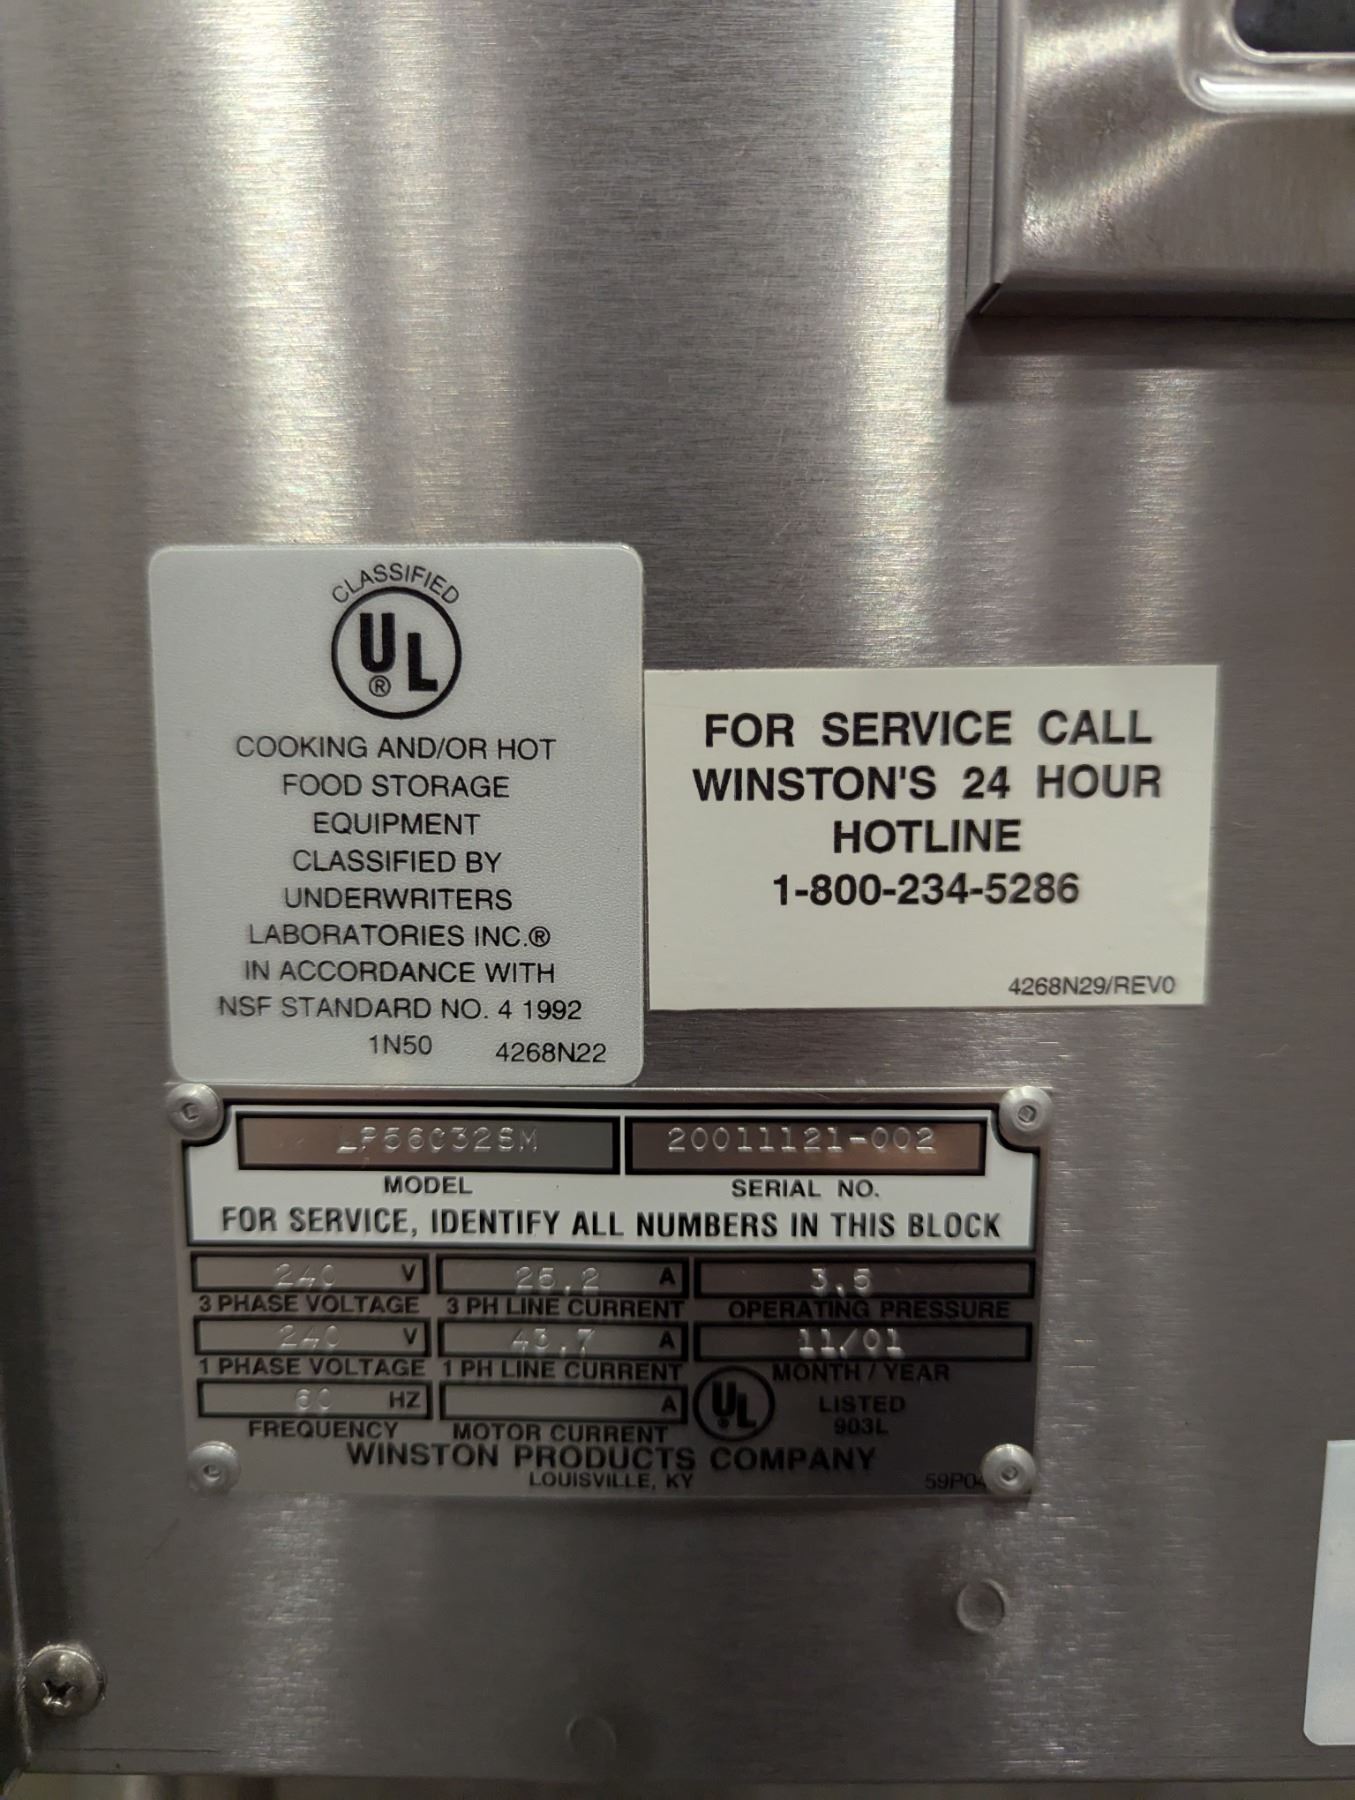 CLASSIFIED
UL®
COOKING AND/OR HOT
FOOD STORAGE
EQUIPMENT
CLASSIFIED BY
UNDERWRITERS
LABORATORIES INC.®
IN ACCORDANCE WITH
NSF STANDARD NO. 4 1992
1N50 4268N22
FOR SERVICE CALL
WINSTON'S 24 HOUR
HOTLINE
1-800-234-5286
4268N29/REV0
20011121-002
MODEL SERIAL NO.
FOR SERVICE, IDENTIFY ALL NUMBERS IN THIS BLOCK
240 V 25.2 A 3.5
3 PHASE VOLTAGE 3 PH LINE CURRENT OPERATING PRESSURE
240 V 43.7 A 11/01
1 PHASE VOLTAGE 1 PH LINE CURRENT MONTH / YEAR
60 HZ A UL LISTED
FREQUENCY MOTOR CURRENT 903L
WINSTON PRODUCTS COMPANY
LOUISVILLE, KY